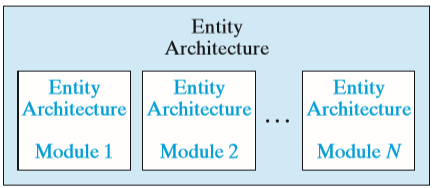 Entity
Architecture
Entity
Architecture
Module 1
Entity
Architecture
Module 2
...
Entity
Architecture
Module N